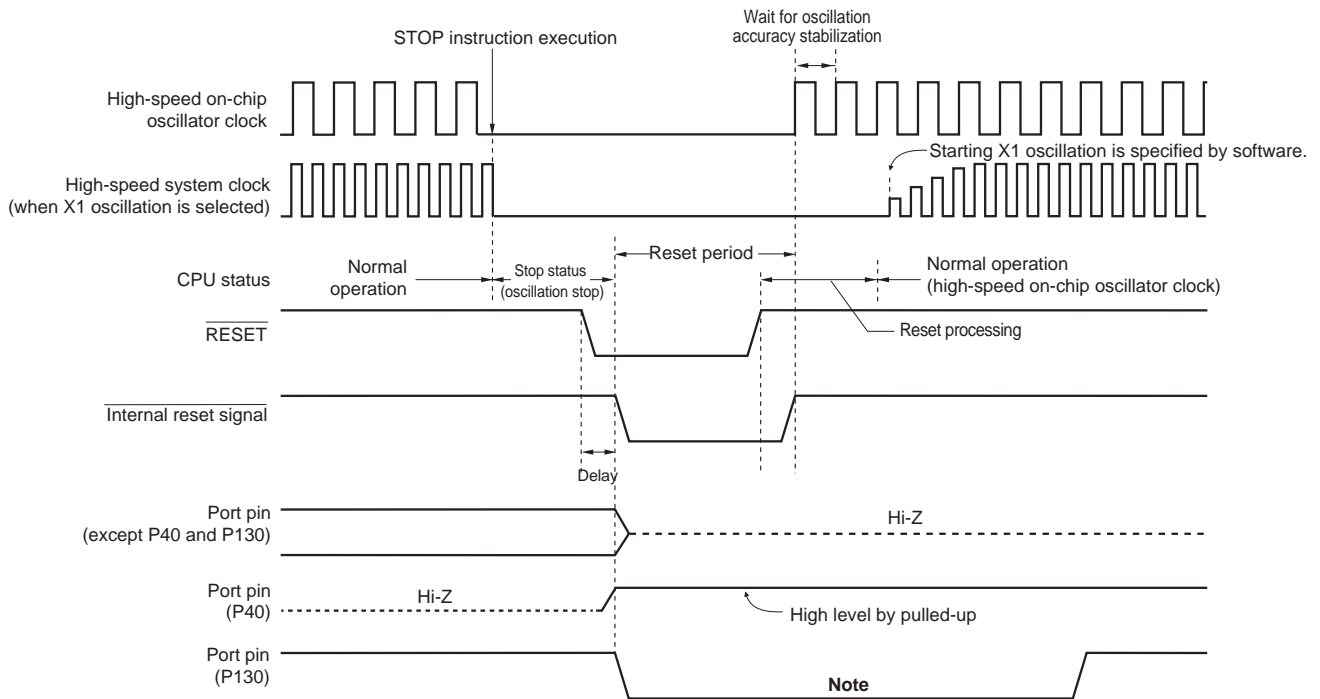 Wait for oscillation
accuracy stabilization
STOP instruction execution
High-speed on-chip
oscillator clock
Starting X1 oscillation is specified by software.
High-speed system clock
(when X1 oscillation is selected)
Reset period
CPU status
Normal
operation
Stop status
(oscillation stop)
Normal operation
(high-speed on-chip oscillator clock)
RESET
Reset processing
Internal reset signal
Delay
Port pin
(except P40 and P130)
Hi-Z
Port pin
(P40)
Hi-Z
High level by pulled-up
Port pin
(P130)
Note